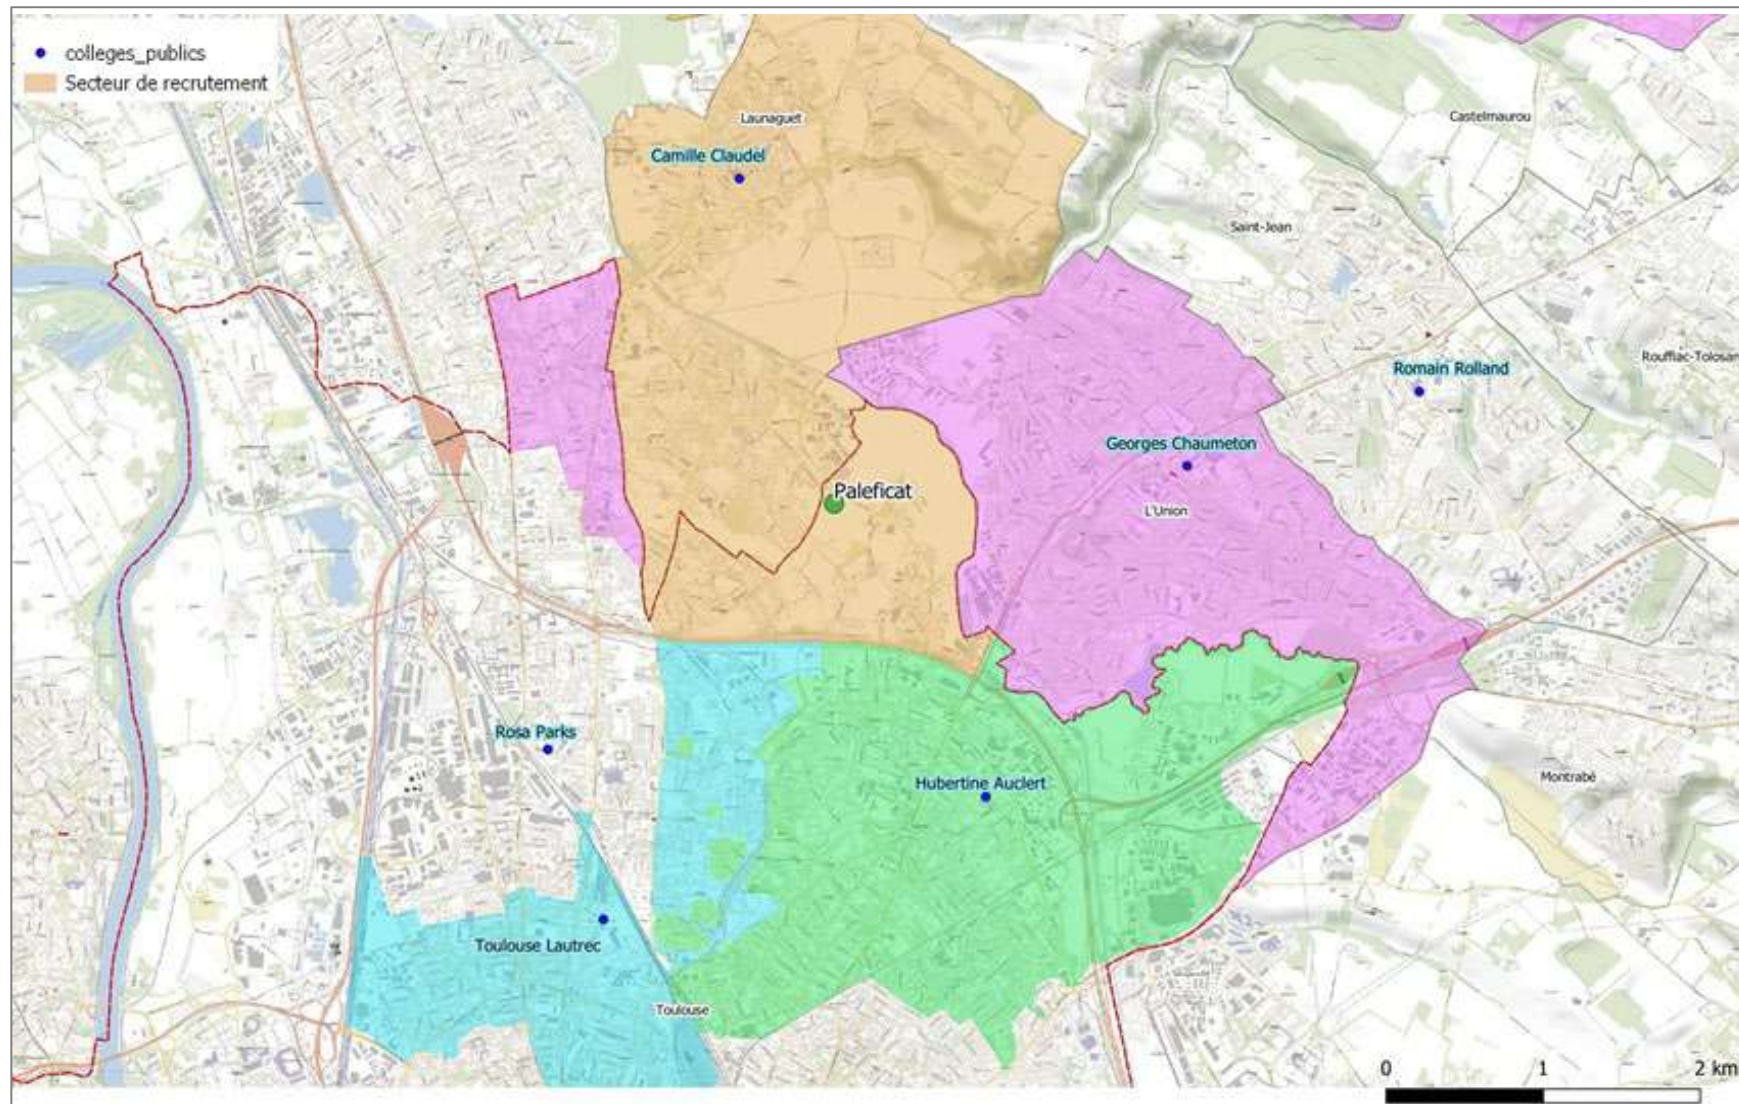 colleges_publics
Secteur de recrutement
Launaguet
Castelmaurou
Camille Claudel
Saint-Jean
Rouffiac-Tolosan
Romain Rolland
Georges Chaumeton
Paleficat
L'Union
Rosa Parks
Hubertine Auclert
Montrabé
Toulouse Lautrec
Toulouse
0 1 2 km